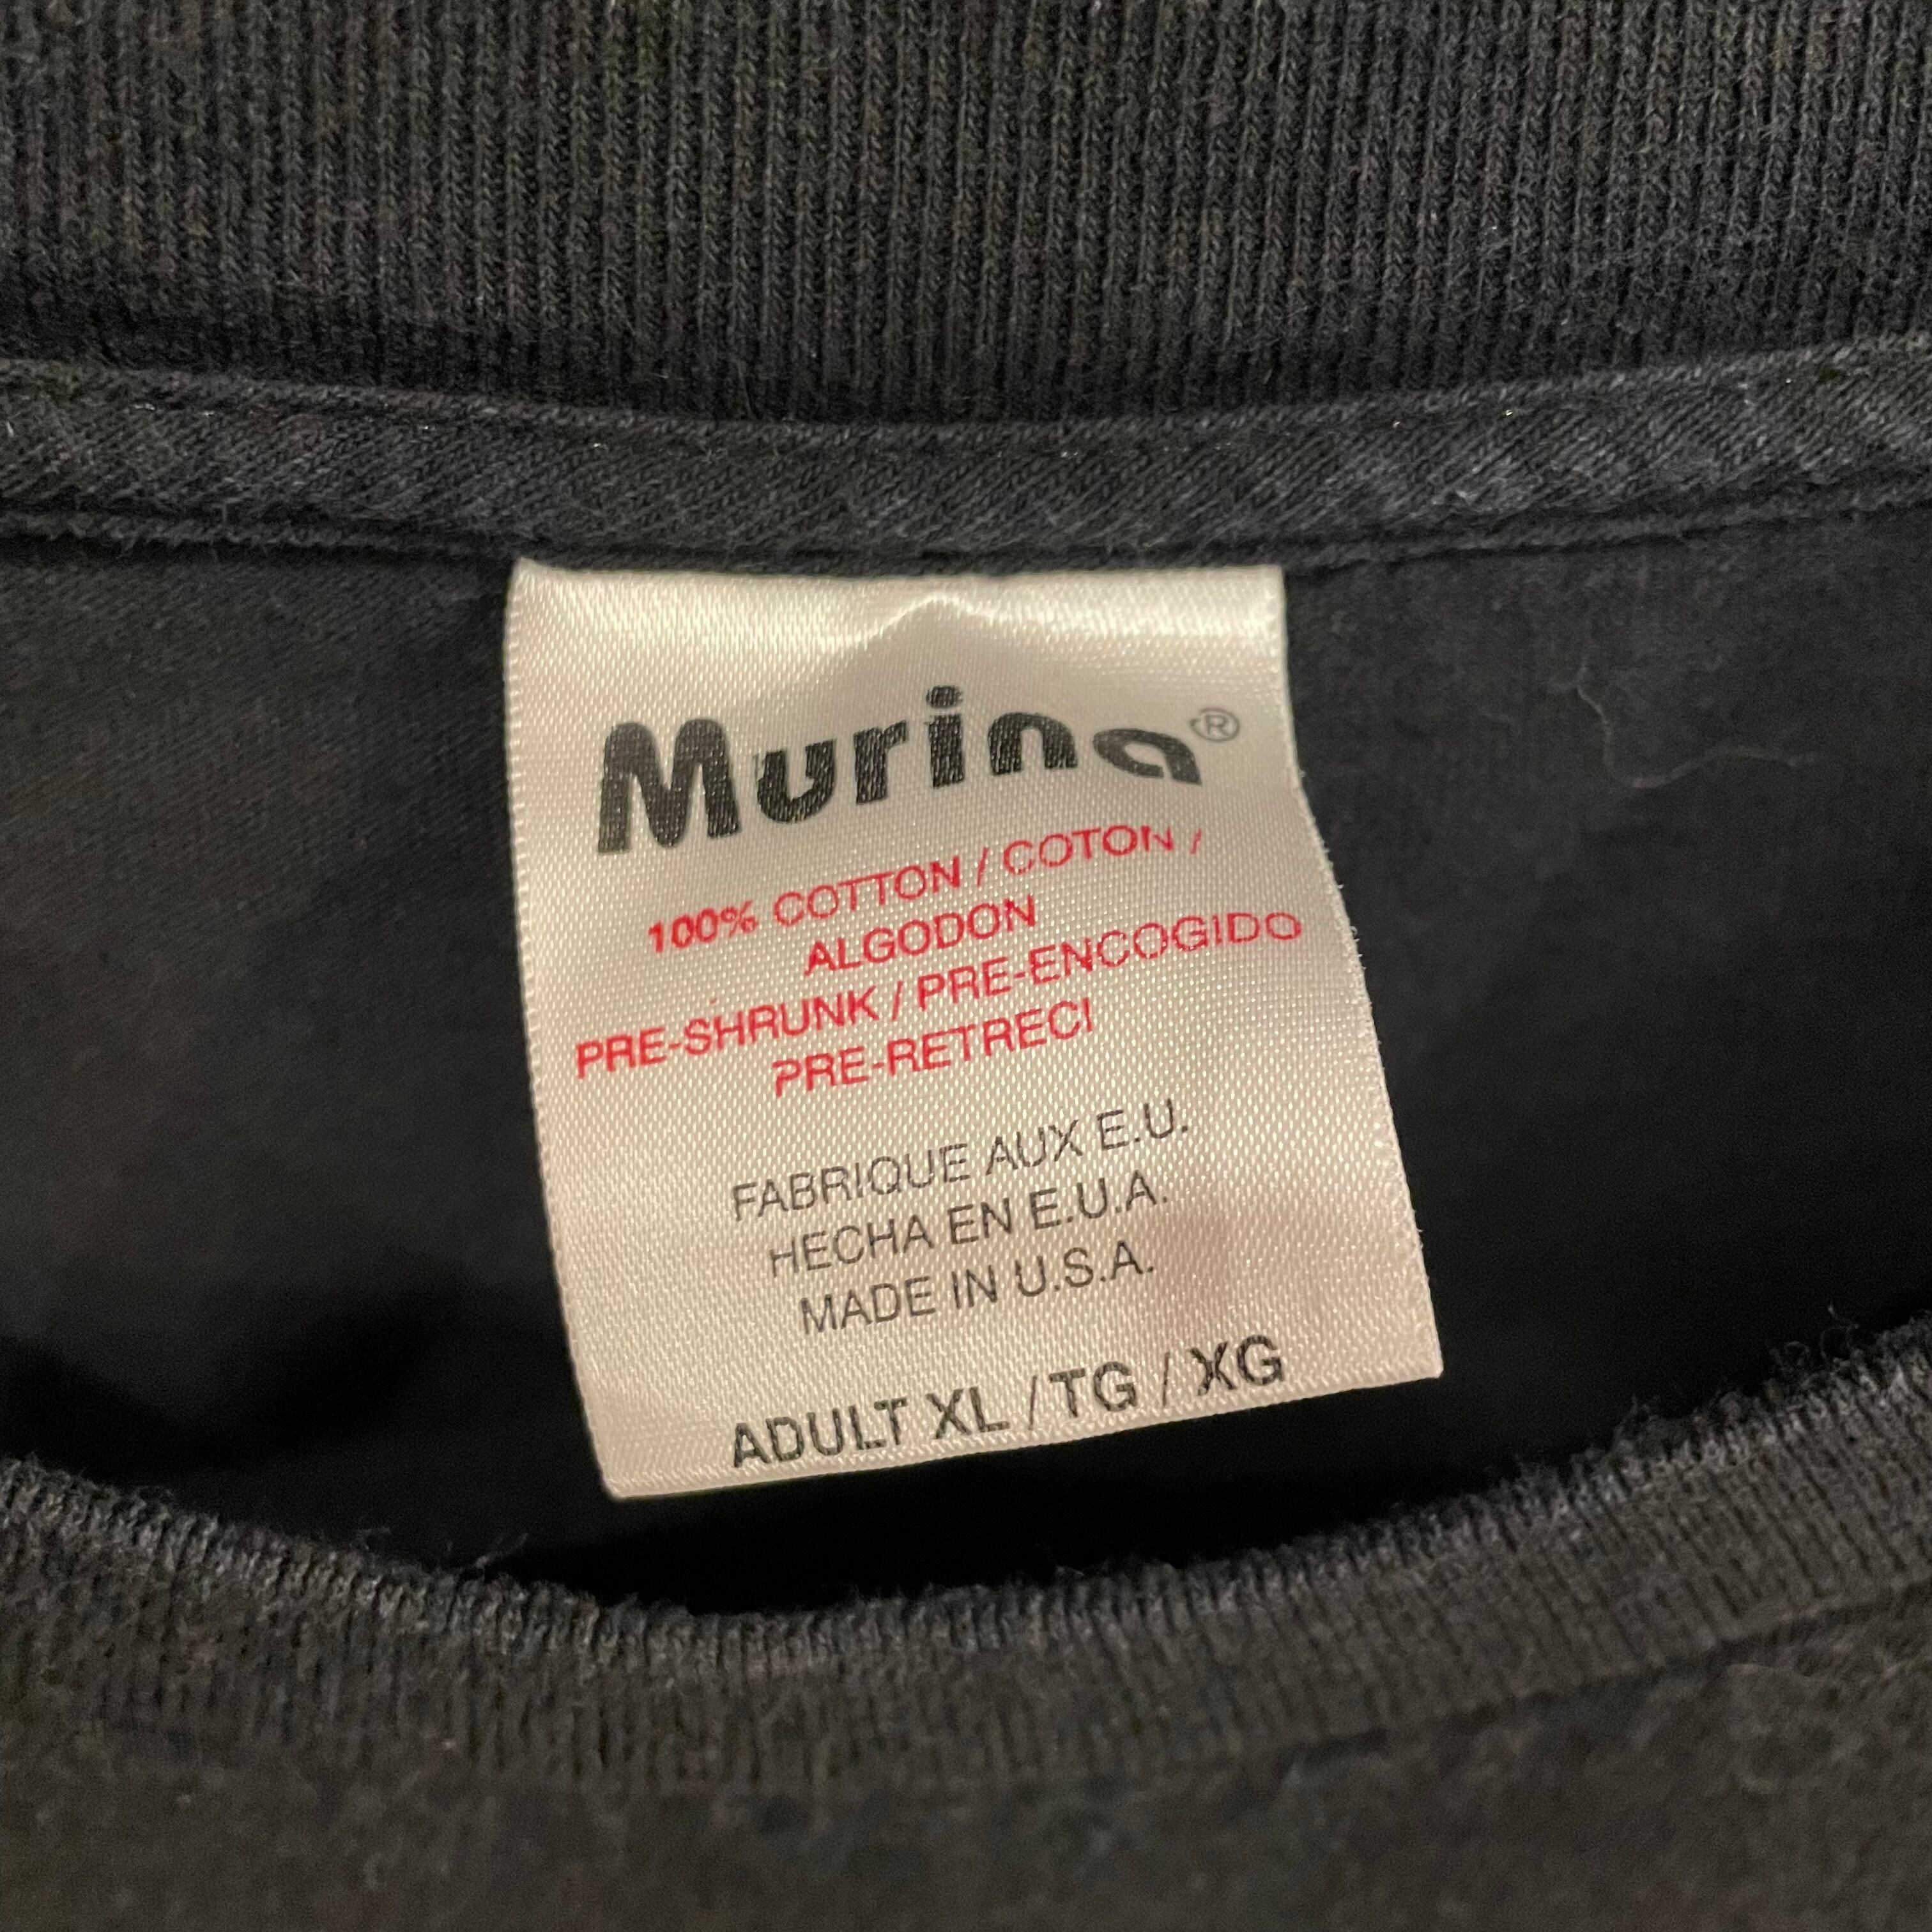 Murina®
100% COTTON / COTON /
ALGODON
PRE-SHRUNK / PRE-ENCOGIDO
PRE-RETRECI
FABRIQUE AUX E.U.
HECHA EN E.U.A.
MADE IN U.S.A.
ADULT XL / TG / XG